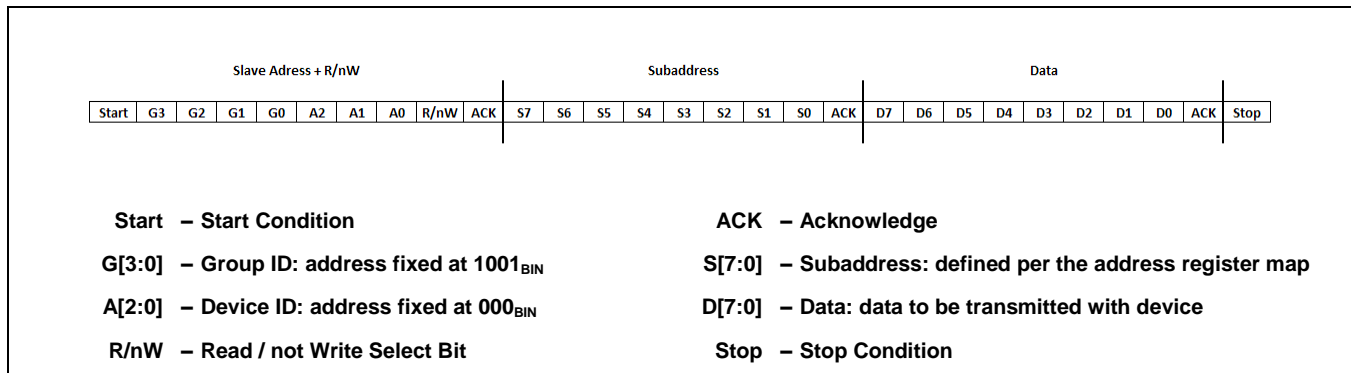 Slave Adress + R/nW Subaddress Data
Start G3 G2 G1 G0 A2 A1 A0 R/nW ACK S7 S6 S5 S4 S3 S2 S1 S0 ACK D7 D6 D5 D4 D3 D2 D1 D0 ACK Stop
Start – Start Condition ACK – Acknowledge
G[3:0] – Group ID: address fixed at 1001BIN S[7:0] – Subaddress: defined per the address register map
A[2:0] – Device ID: address fixed at 000BIN D[7:0] – Data: data to be transmitted with device
R/nW – Read / not Write Select Bit Stop – Stop Condition